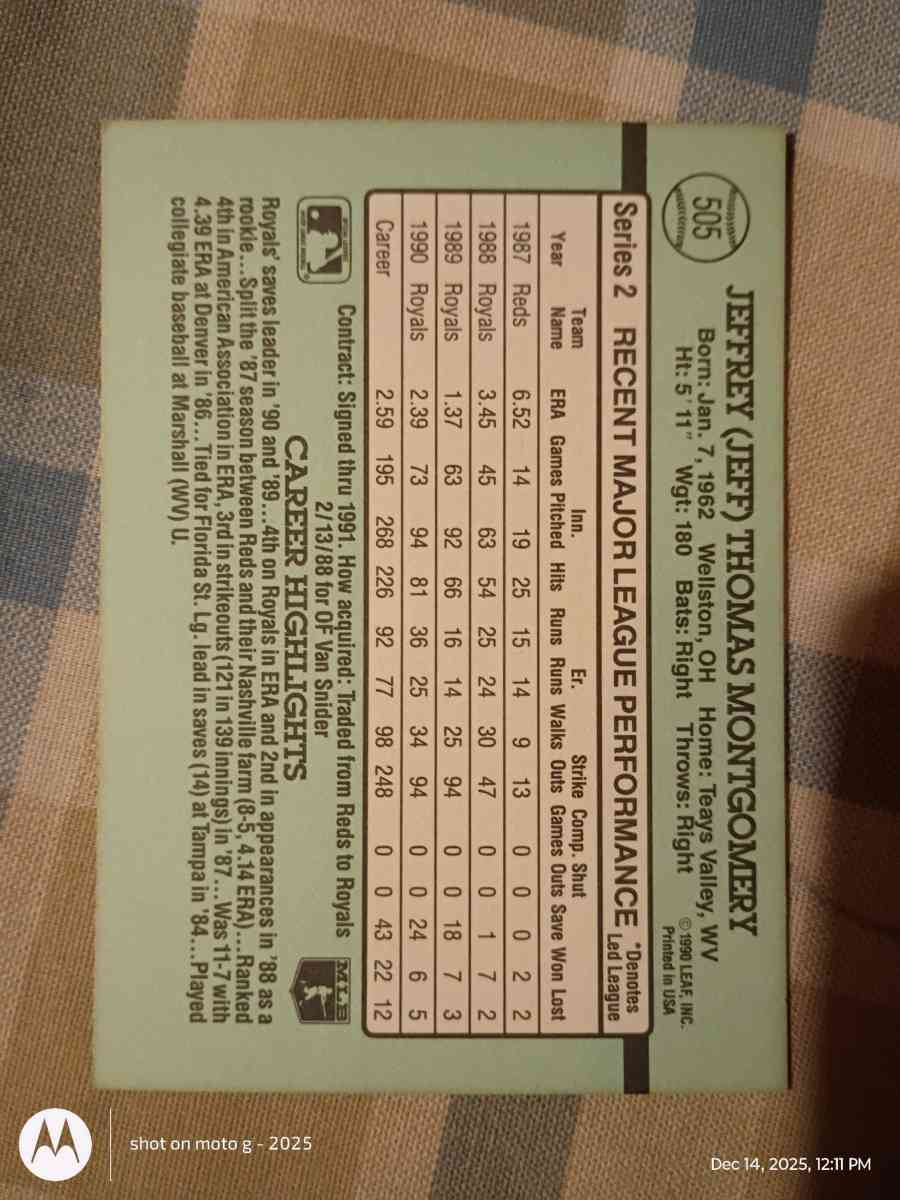 505
JEFFREY (JEFF) THOMAS MONTGOMERY
Born: Jan. 7, 1962 Wellston, OH Home: Teays Valley, WV
Ht: 5'11" Wgt: 180 Bats: Right Throws: Right
© 1990 LEAF, INC.
Printed in USA
Series 2 RECENT MAJOR LEAGUE PERFORMANCE *Denotes
Led League
Team Inn. Er. Strike Comp. Shut
Year Name ERA Games Pitched Hits Runs Runs Walks Outs Games Outs Save Won Lost
1987 Reds 6.52 14 19 25 15 14 9 13 0 0 0 2 2
1988 Royals 3.45 45 63 54 25 24 30 47 0 0 1 7 2
1989 Royals 1.37 63 92 66 16 14 25 94 0 0 18 7 3
1990 Royals 2.39 73 94 81 36 25 34 94 0 0 24 6 5
Career 2.59 195 268 226 92 77 98 248 0 0 43 22 12
Contract: Signed thru 1991. How acquired: Traded from Reds to Royals
2/13/88 for OF Van Snider
MLB
CAREER HIGHLIGHTS
Royals' saves leader in '90 and '89...4th on Royals in ERA and 2nd in appearances in '88 as a
rookie...Split the '87 season between Reds and their Nashville farm (8-5, 4.14 ERA)...Ranked
4th in American Association in ERA, 3rd in strikeouts (121 in 139 innings) in '87...Was 11-7 with
4.39 ERA at Denver in '86...Tied for Florida St. Lg. lead in saves (14) at Tampa in '84...Played
collegiate baseball at Marshall (WV) U.
shot on moto g - 2025
Dec 14, 2025, 12:11 PM